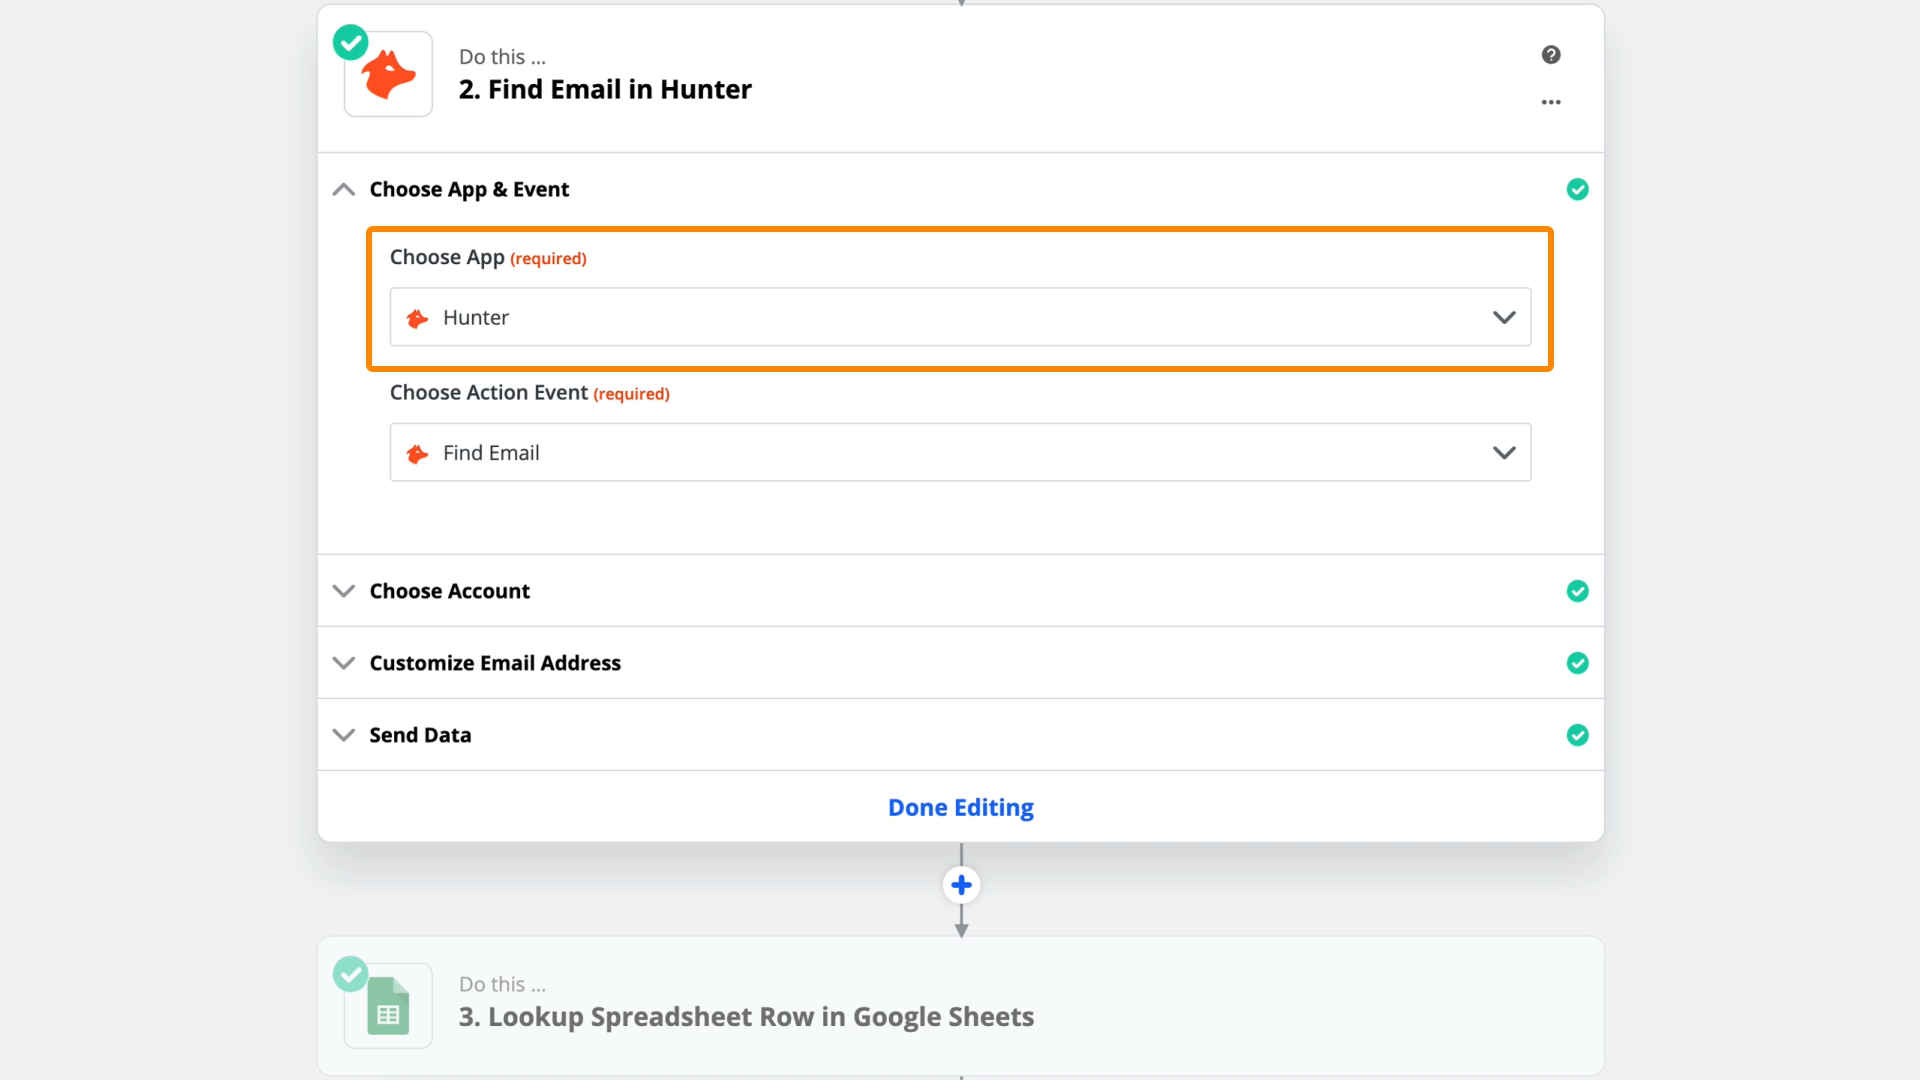 Do this ...
2. Find Email in Hunter
Choose App & Event
Choose App (required)
Hunter
Choose Action Event (required)
Find Email
Choose Account
Customize Email Address
Send Data
Done Editing
Do this ...
3. Lookup Spreadsheet Row in Google Sheets